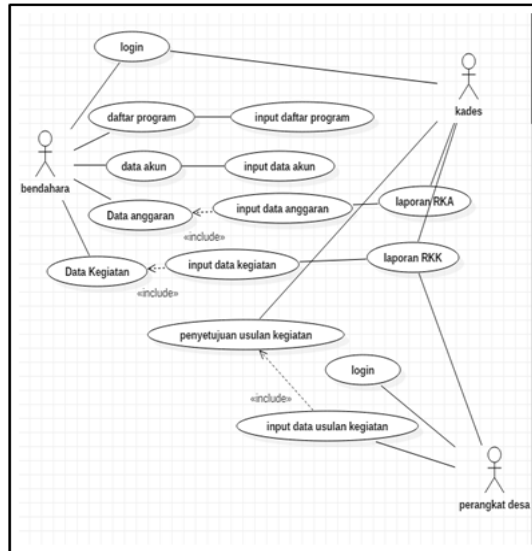 login
kades
daftar program
input daftar program
bendahara
data akun
input data akun
Data anggaran
input data anggaran
laporan RKA
«include»
Data Kegiatan
input data kegiatan
laporan RKK
«include»
penyetujuan usulan kegiatan
login
«include»
input data usulan kegiatan
perangkat desa